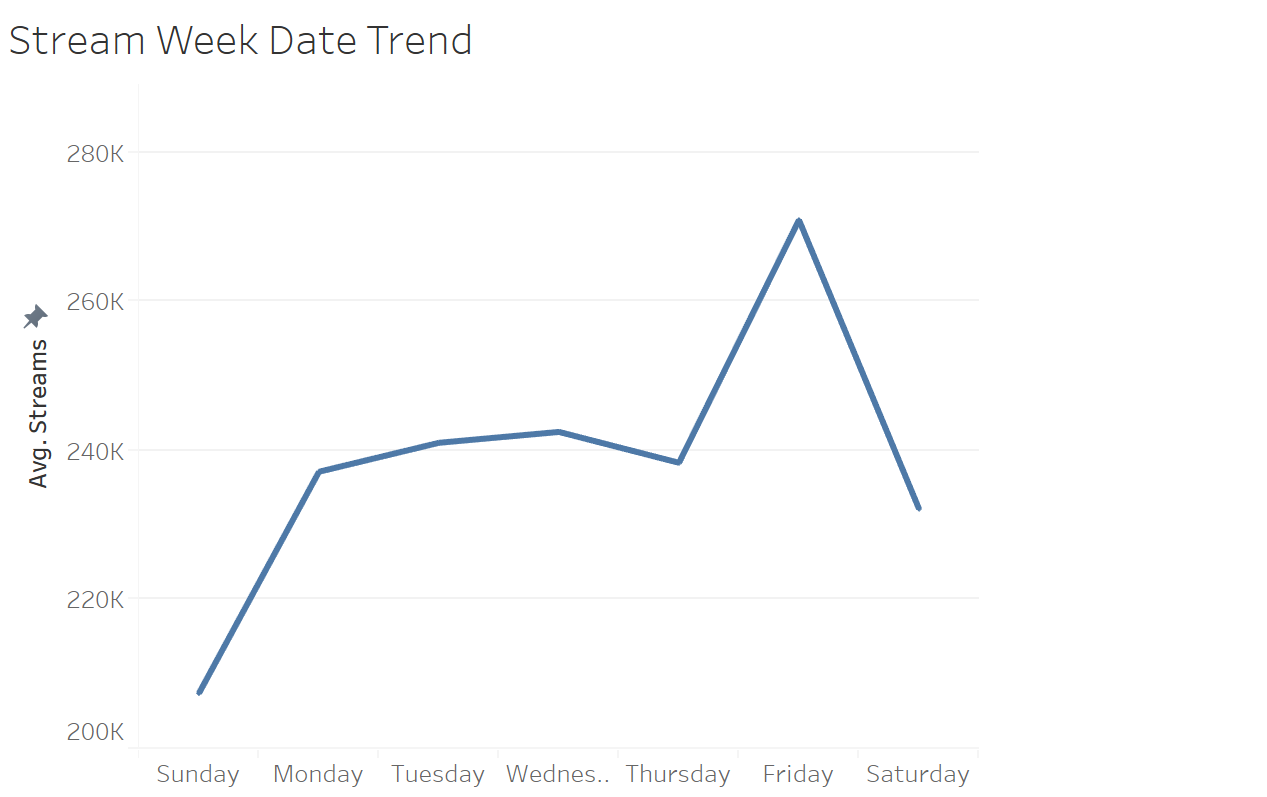 Stream Week Date Trend
280K
260K
240K
220K
200K
Avg. Streams
Sunday Monday Tuesday Wednes.. Thursday Friday Saturday